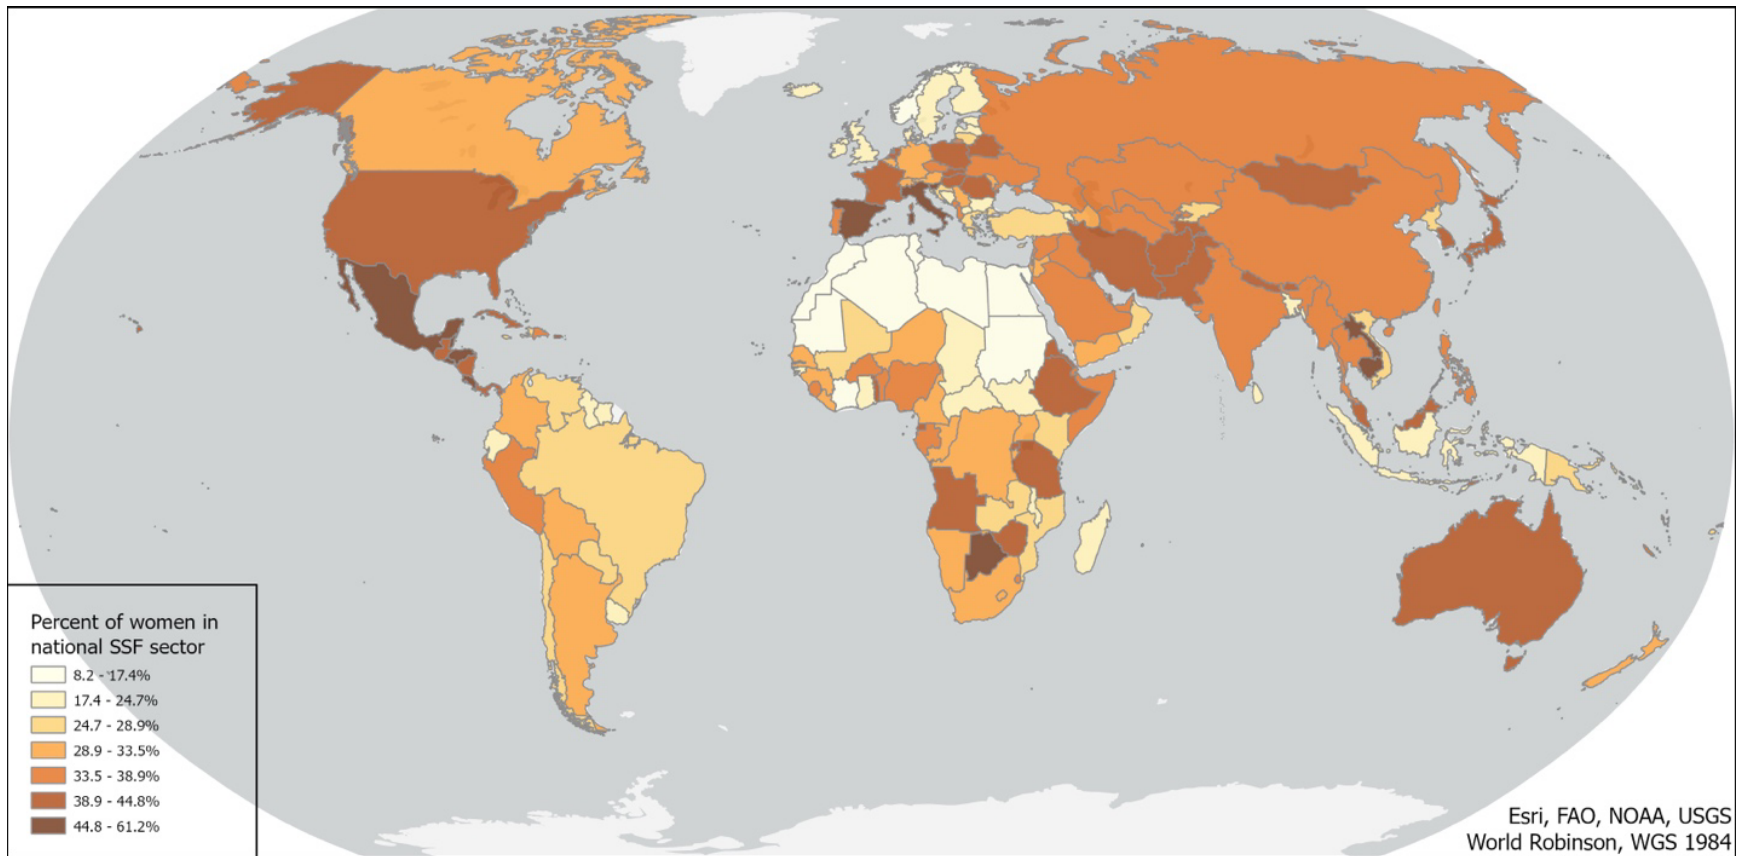 Percent of women in
national SSF sector
8.2 - 17.4%
17.4 - 24.7%
24.7 - 28.9%
28.9 - 33.5%
33.5 - 38.9%
38.9 - 44.8%
44.8 - 61.2%
Esri, FAO, NOAA, USGS
World Robinson, WGS 1984